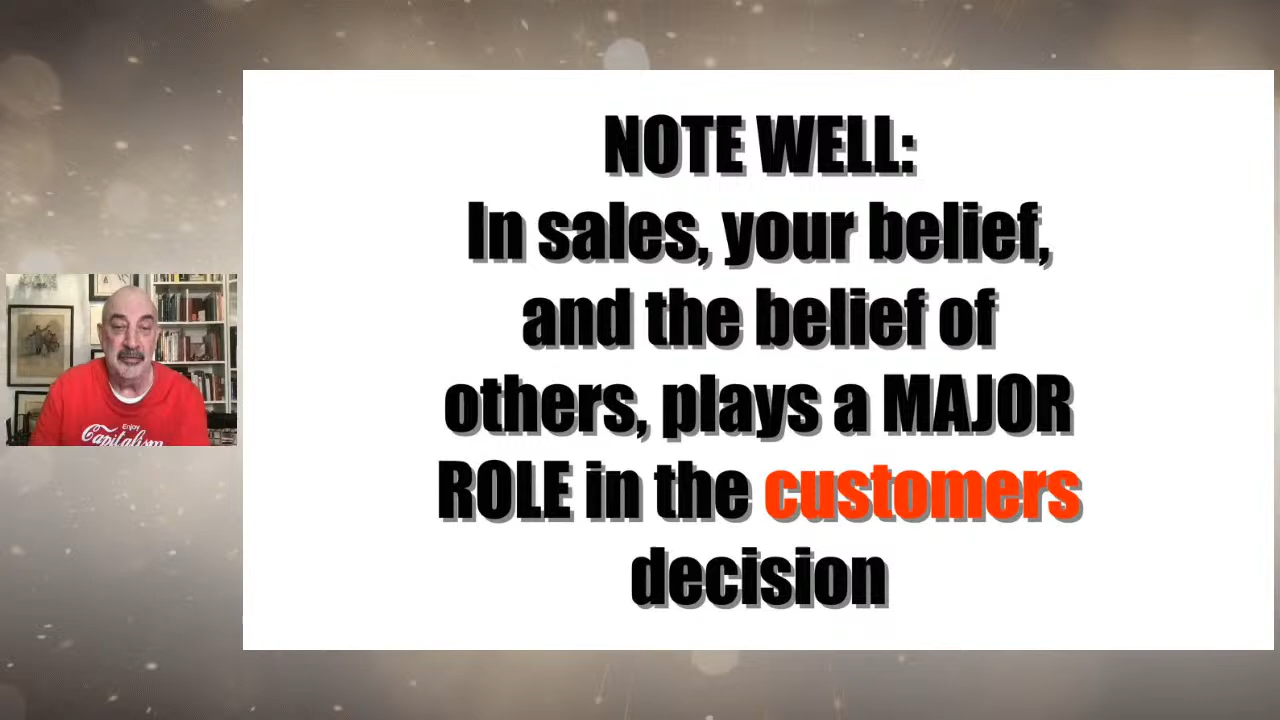 NOTE WELL:
In sales, your belief,
and the belief of
others, plays a MAJOR
ROLE in the customers
decision
Enjoy
Capitalism